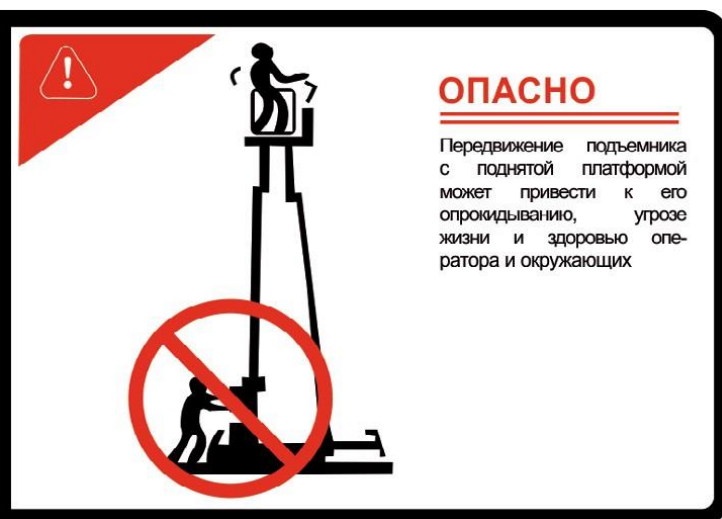 ОПАСНО
Передвижение подъемника
с поднятой платформой
может привести к его
опрокидыванию, угрозе
жизни и здоровью опе-
ратора и окружающих